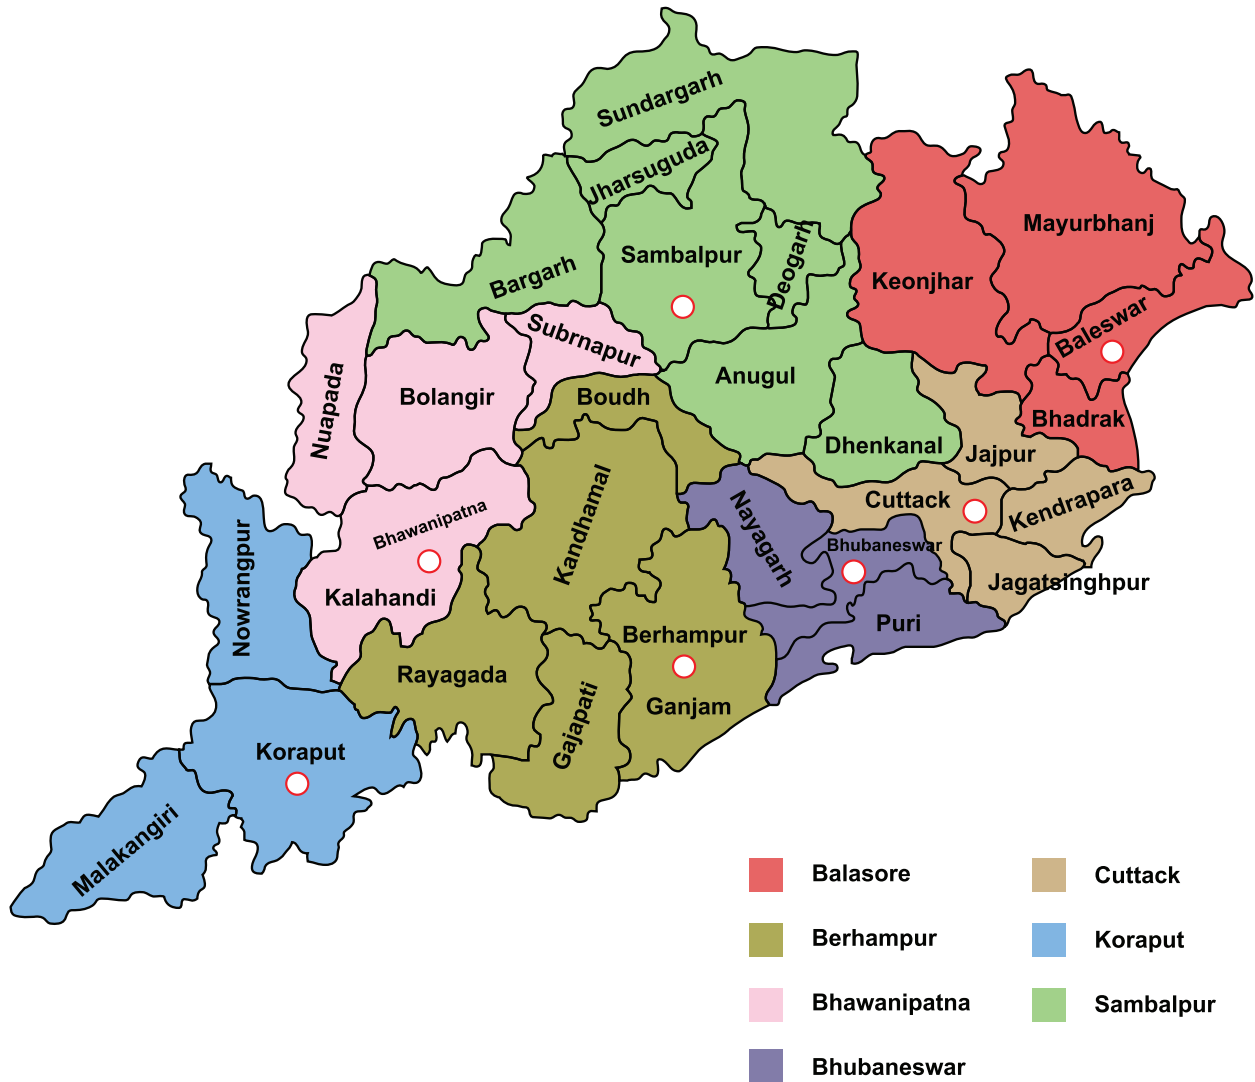 Sundargarh
Jharsuguda
Mayurbhanj
Sambalpur
Deogarh
Keonjhar
Bargarh
Baleswar
Subrnapur
Nuapada
Bolangir
Boudh
Anugul
Bhadrak
Dhenkanal
Jajpur
Cuttack
Kendrapara
Bhawanipatna
Kandhamal
Nayagarh
Bhubaneswar
Nowrangpur
Kalahandi
Jagatsinghpur
Puri
Berhampur
Rayagada
Ganjam
Gajapati
Koraput
Malakangiri
Balasore
Cuttack
Berhampur
Koraput
Bhawanipatna
Sambalpur
Bhubaneswar